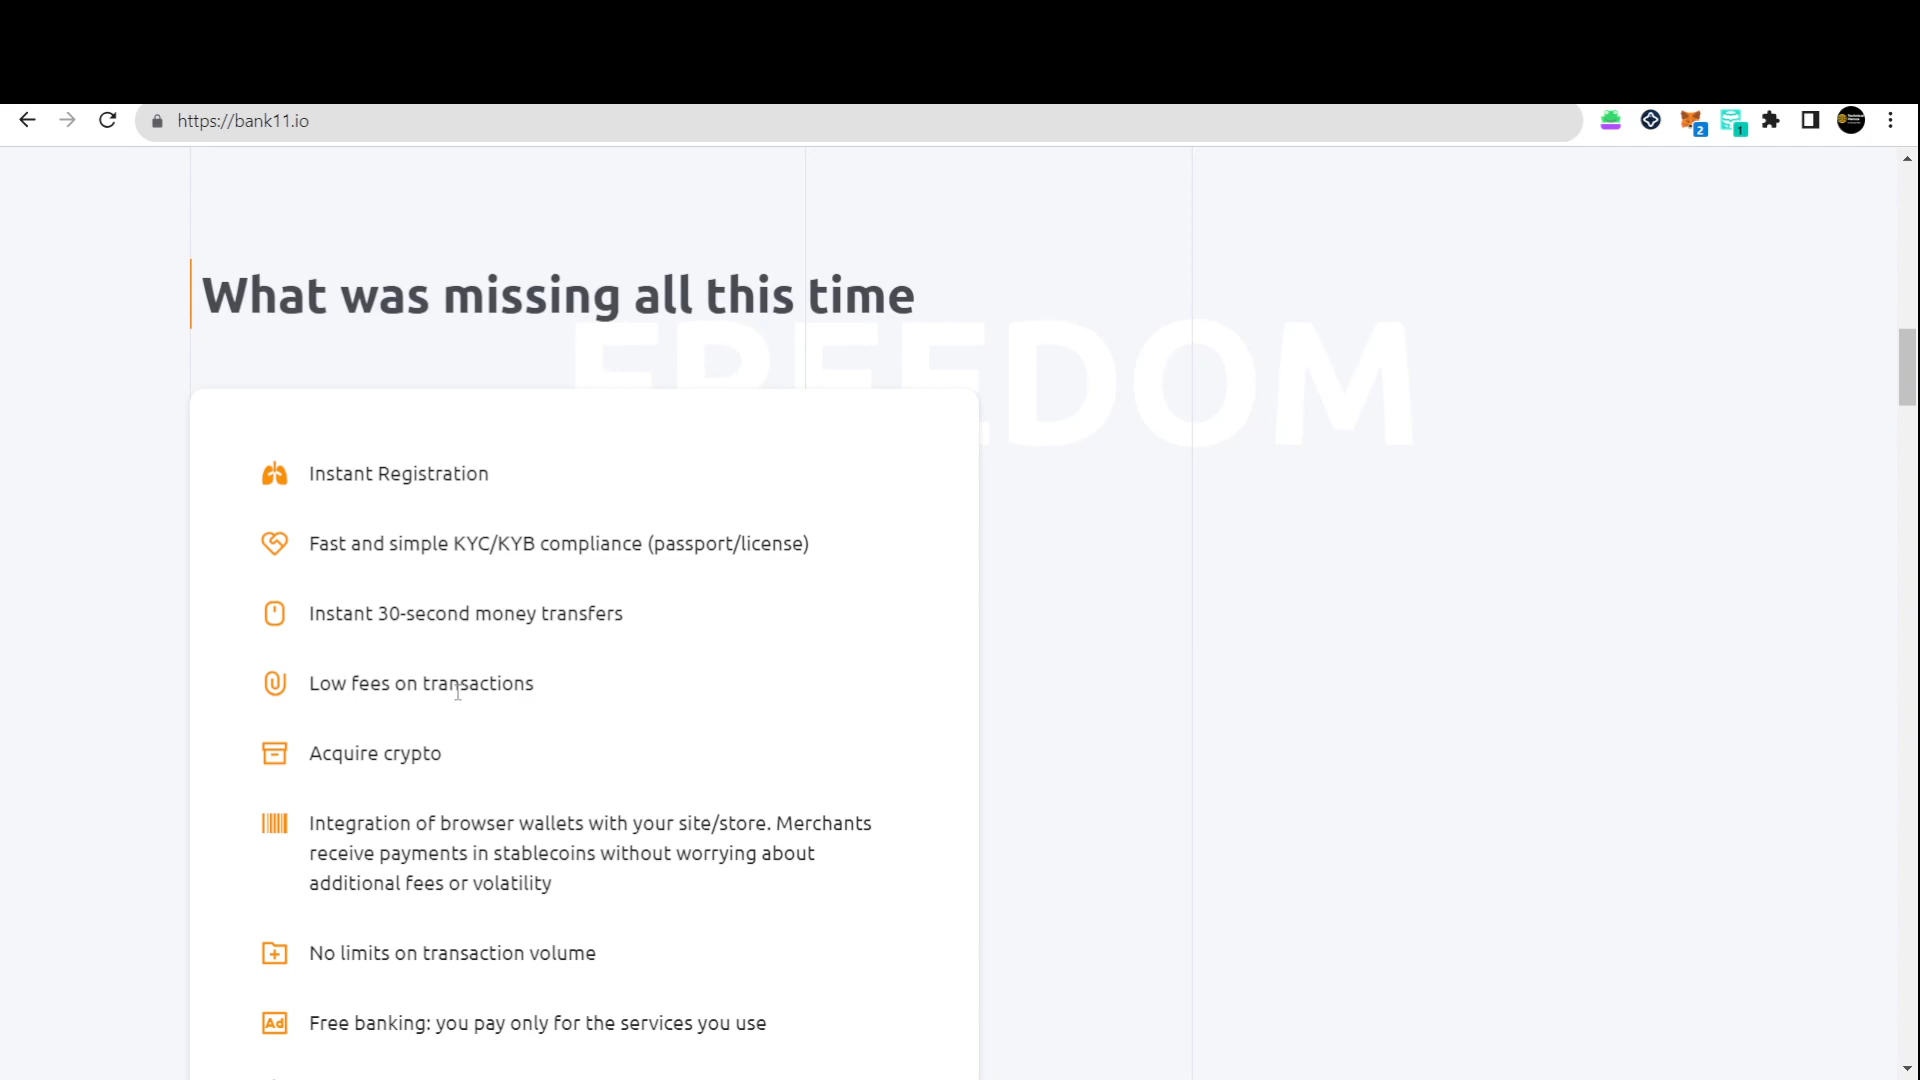 https://bank11.io
2
1
What was missing all this time
FREEDOM
Instant Registration
Fast and simple KYC/KYB compliance (passport/license)
Instant 30-second money transfers
Low fees on transactions
Acquire crypto
Integration of browser wallets with your site/store. Merchants
receive payments in stablecoins without worrying about
additional fees or volatility
No limits on transaction volume
Ad
Free banking: you pay only for the services you use